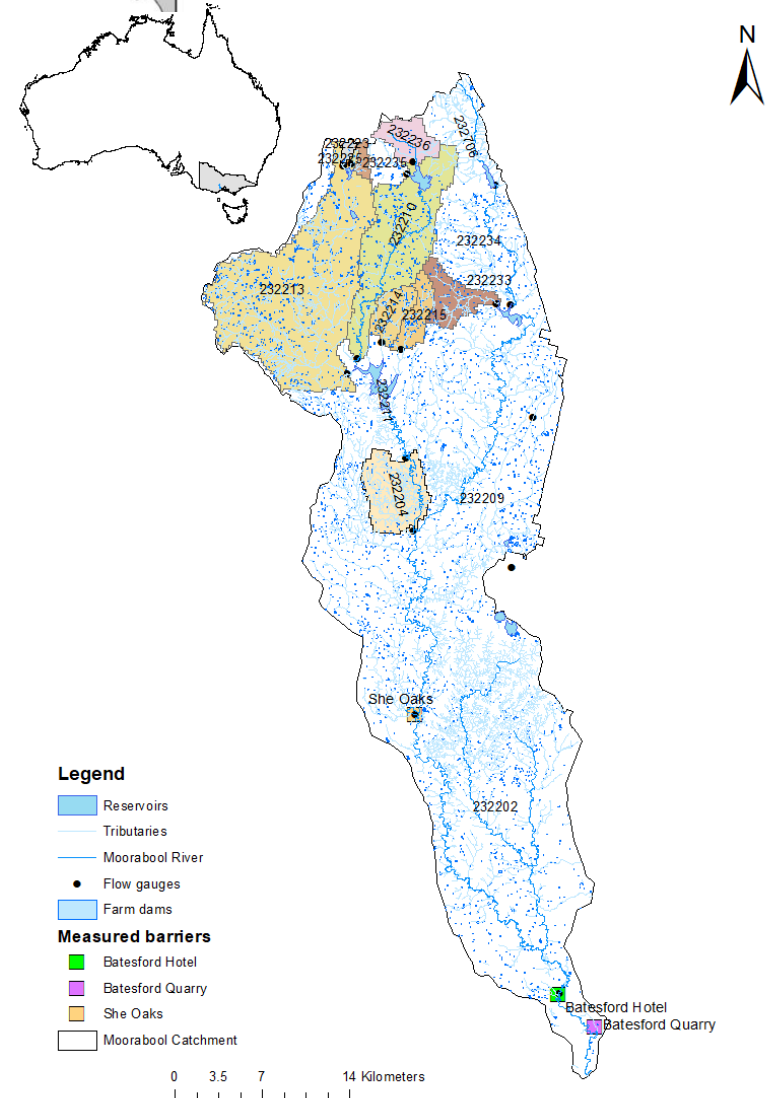 N
232706
232236
232223
232225
232235
232210
232234
232233
232213
232214
232215
232211
232204
232209
She Oaks
232202
Legend
Reservoirs
Tributaries
Moorabool River
Flow gauges
Farm dams
Measured barriers
Batesford Hotel
Batesford Quarry
She Oaks
Moorabool Catchment
Batesford Hotel
Batesford Quarry
0 3.5 7 14 Kilometers